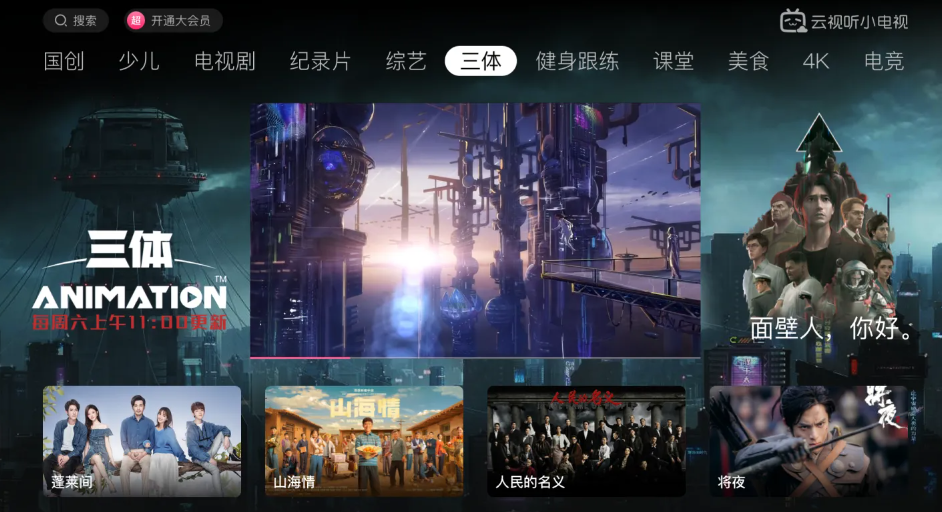 搜索
超 开通大会员
云视听小电视
国创 少儿 电视剧 纪录片 综艺 三体 健身跟练 课堂 美食 4K 电竞
三体
ANIMATION™
每周六上午11:00更新
面壁人，你好。
山海情
人民的名义
将夜
蓬莱间
山海情
人民的名义
将夜